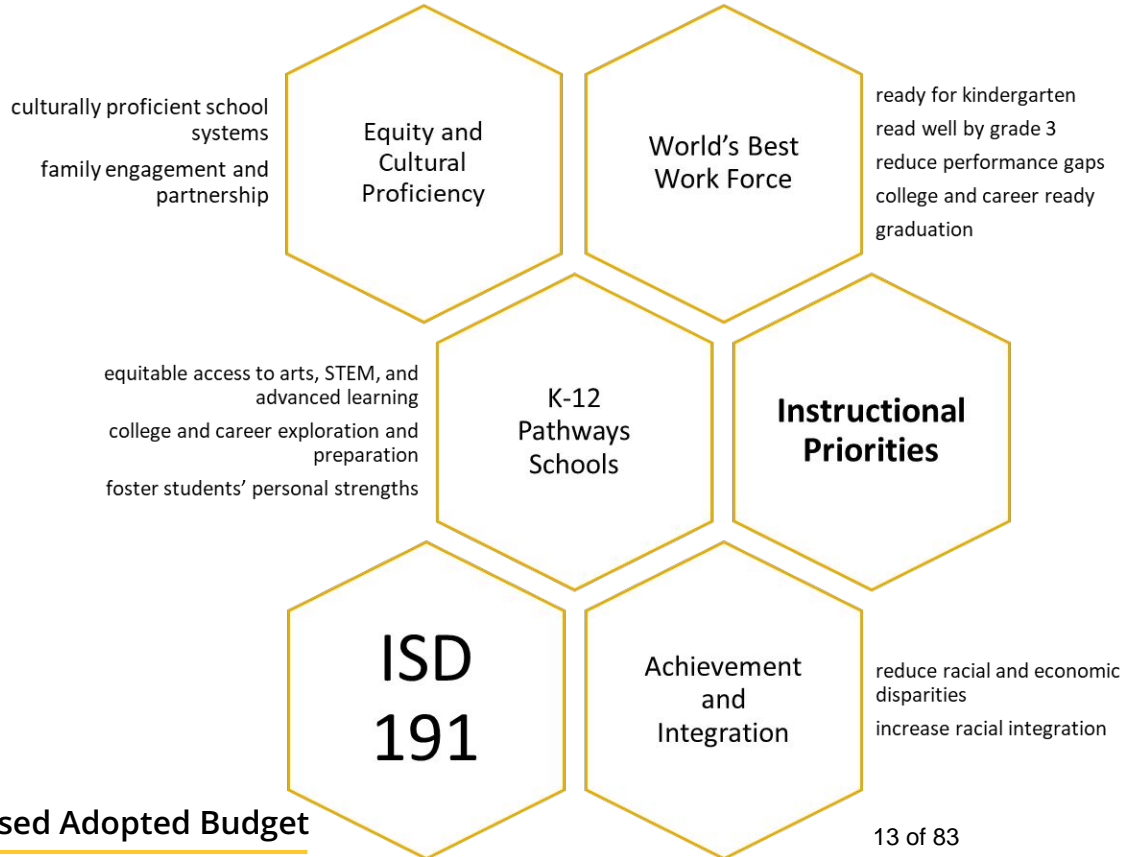 culturally proficient school
systems
family engagement and
partnership
Equity and
Cultural
Proficiency
World's Best
Work Force
ready for kindergarten
read well by grade 3
reduce performance gaps
college and career ready
graduation
equitable access to arts, STEM, and
advanced learning
college and career exploration and
preparation
foster students' personal strengths
K-12
Pathways
Schools
Instructional
Priorities
ISD
191
Achievement
and
Integration
reduce racial and economic
disparities
increase racial integration
sed Adopted Budget
13 of 83